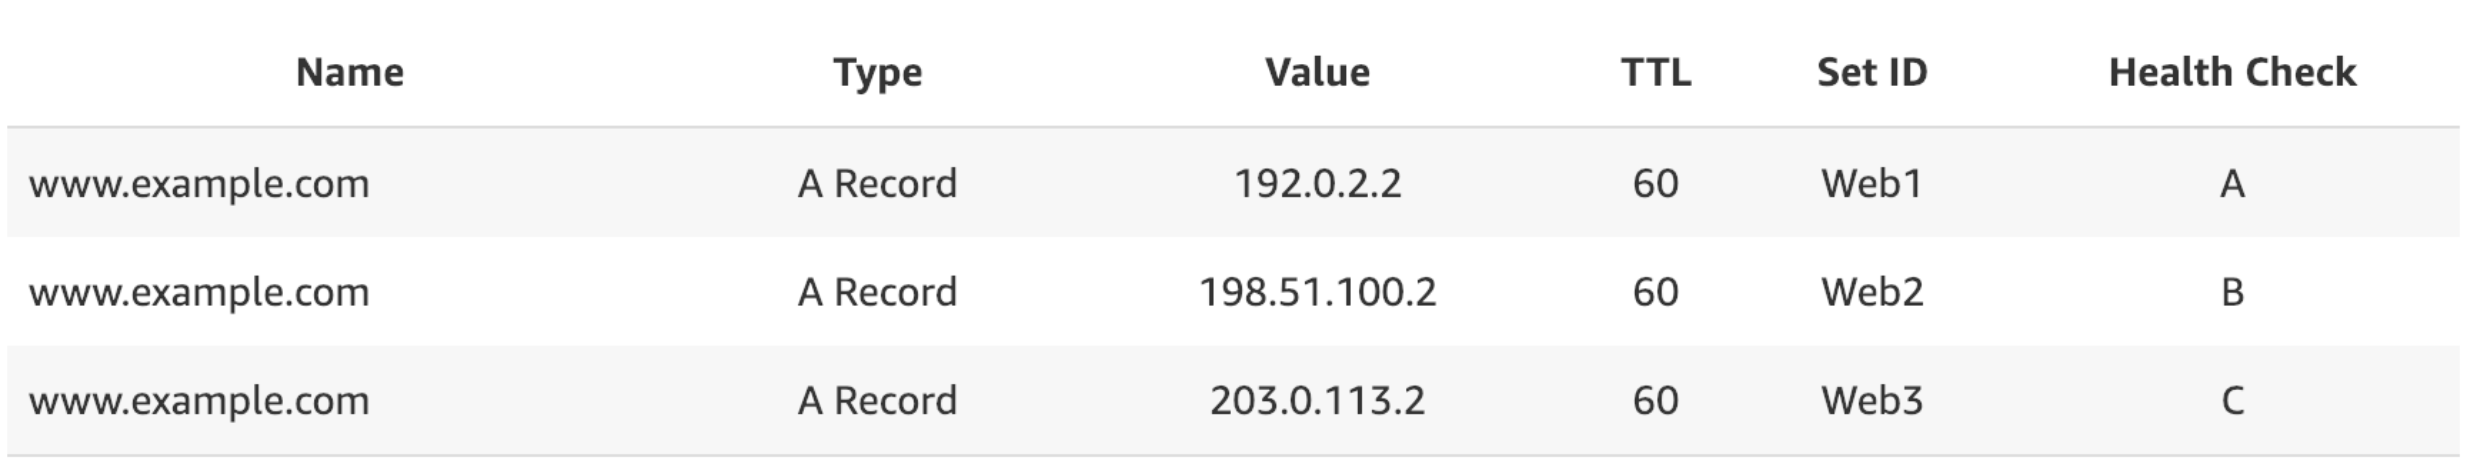 Name Type Value TTL Set ID Health Check
www.example.com A Record 192.0.2.2 60 Web1 A
www.example.com A Record 198.51.100.2 60 Web2 B
www.example.com A Record 203.0.113.2 60 Web3 C